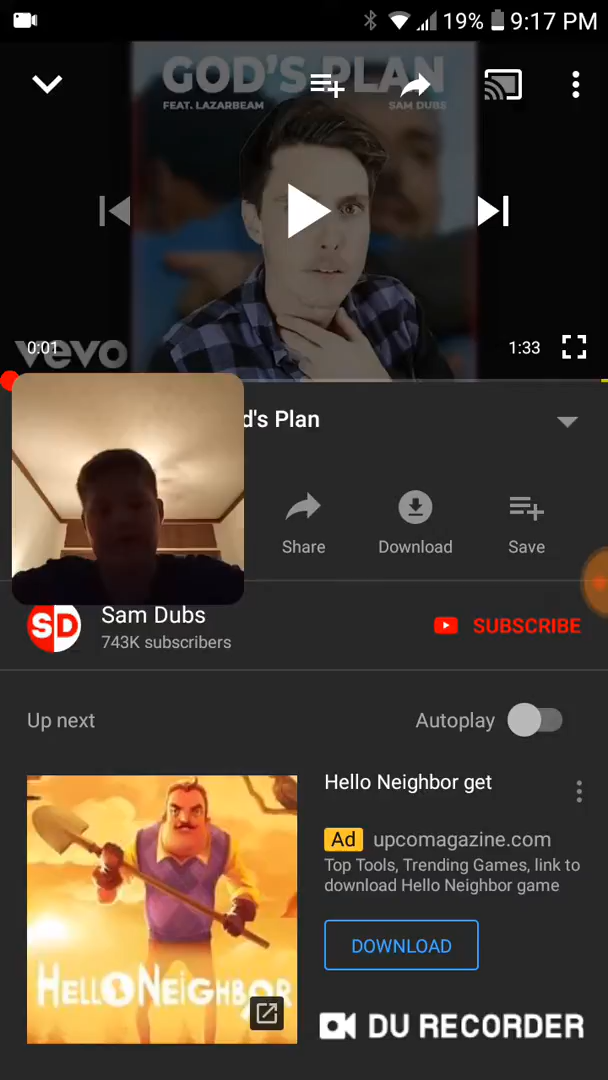 19% 9:17 PM
GOD'S PLAN
FEAT. LAZARBEAM SAM DUBS
0:01 vevo 1:33
d's Plan
Share Download Save
SD Sam Dubs
743K subscribers
SUBSCRIBE
Up next Autoplay
Hello Neighbor get
Ad upcomagazine.com
Top Tools, Trending Games, link to
download Hello Neighbor game
DOWNLOAD
HELLO NEIGHBOR
DU RECORDER